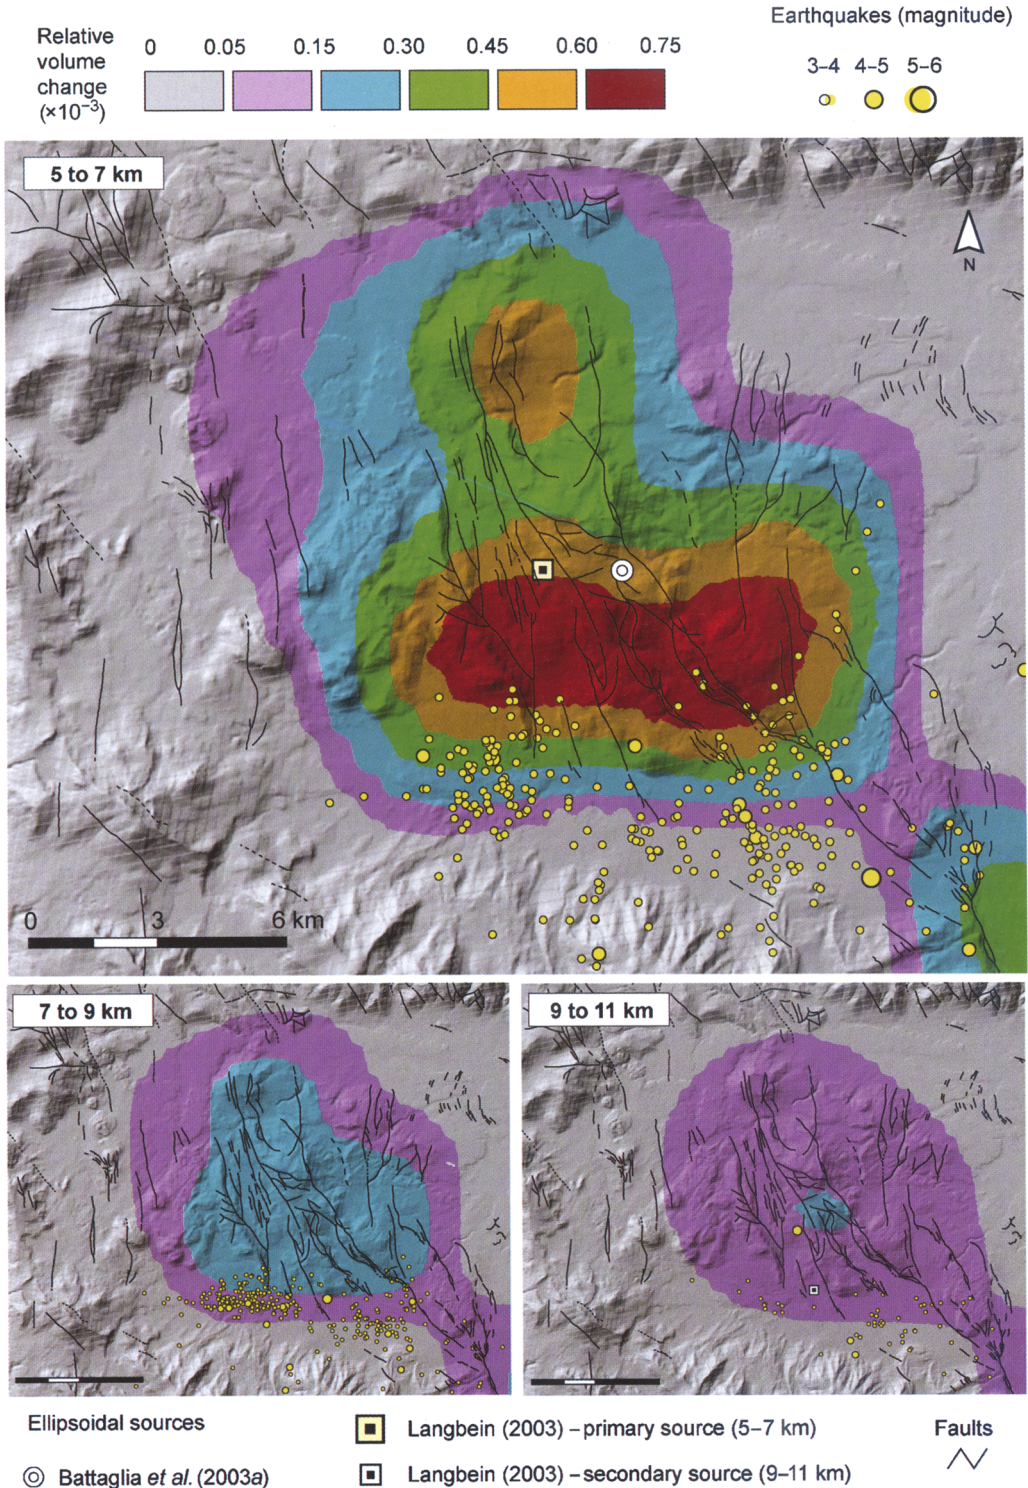 Earthquakes (magnitude)
Relative
volume
change
(×10⁻³)
0 0.05 0.15 0.30 0.45 0.60 0.75
3–4 4–5 5–6
5 to 7 km
N
0 3 6 km
7 to 9 km
9 to 11 km
Ellipsoidal sources
Langbein (2003) – primary source (5–7 km)
Faults
Battaglia et al. (2003a)
Langbein (2003) – secondary source (9–11 km)